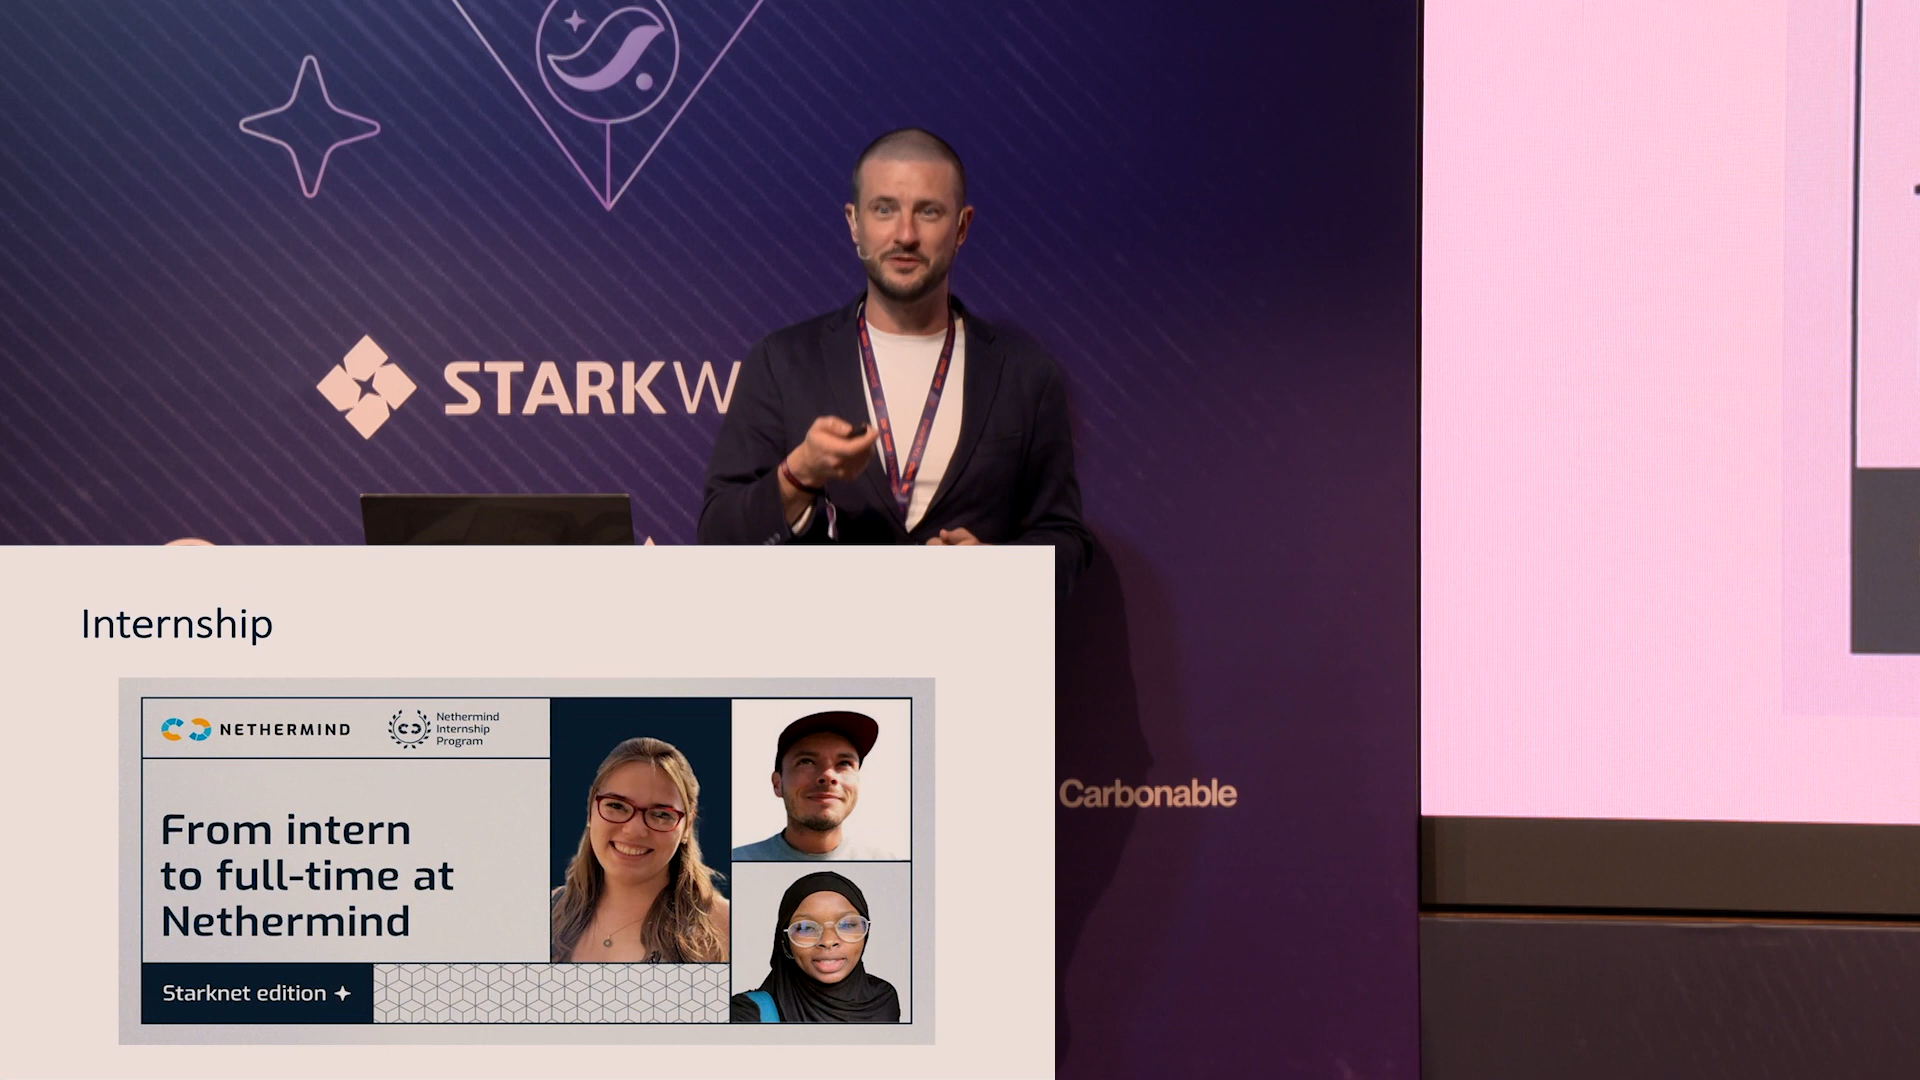 STARKW
Internship
NETHERMIND
Nethermind
Internship
Program
From intern
to full-time at
Nethermind
Starknet edition
Carbonable